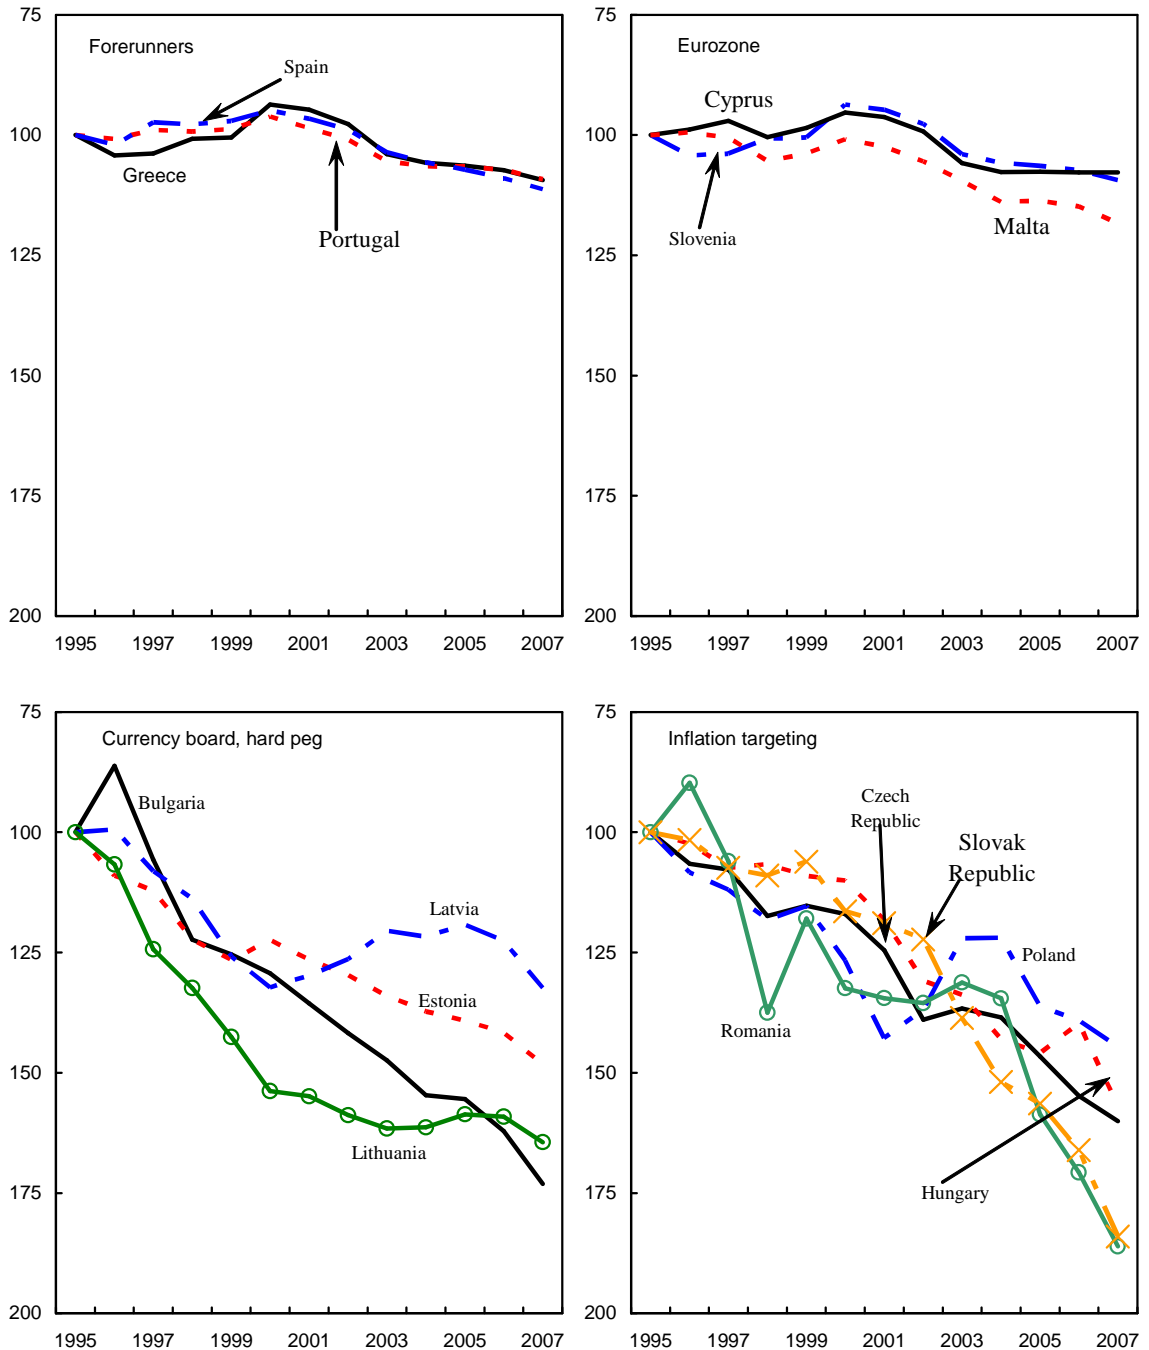 75
75
Forerunners
Eurozone
Spain
Cyprus
100
100
Greece
Portugal
Slovenia
Malta
125
125
150
150
175
175
200
200
1995 1997 1999 2001 2003 2005 2007
1995 1997 1999 2001 2003 2005 2007
75
75
Currency board, hard peg
Inflation targeting
Bulgaria
Czech
Republic
100
100
Slovak
Republic
Latvia
125
125
Poland
Estonia
Romania
150
150
Lithuania
Hungary
175
175
200
200
1995 1997 1999 2001 2003 2005 2007
1995 1997 1999 2001 2003 2005 2007